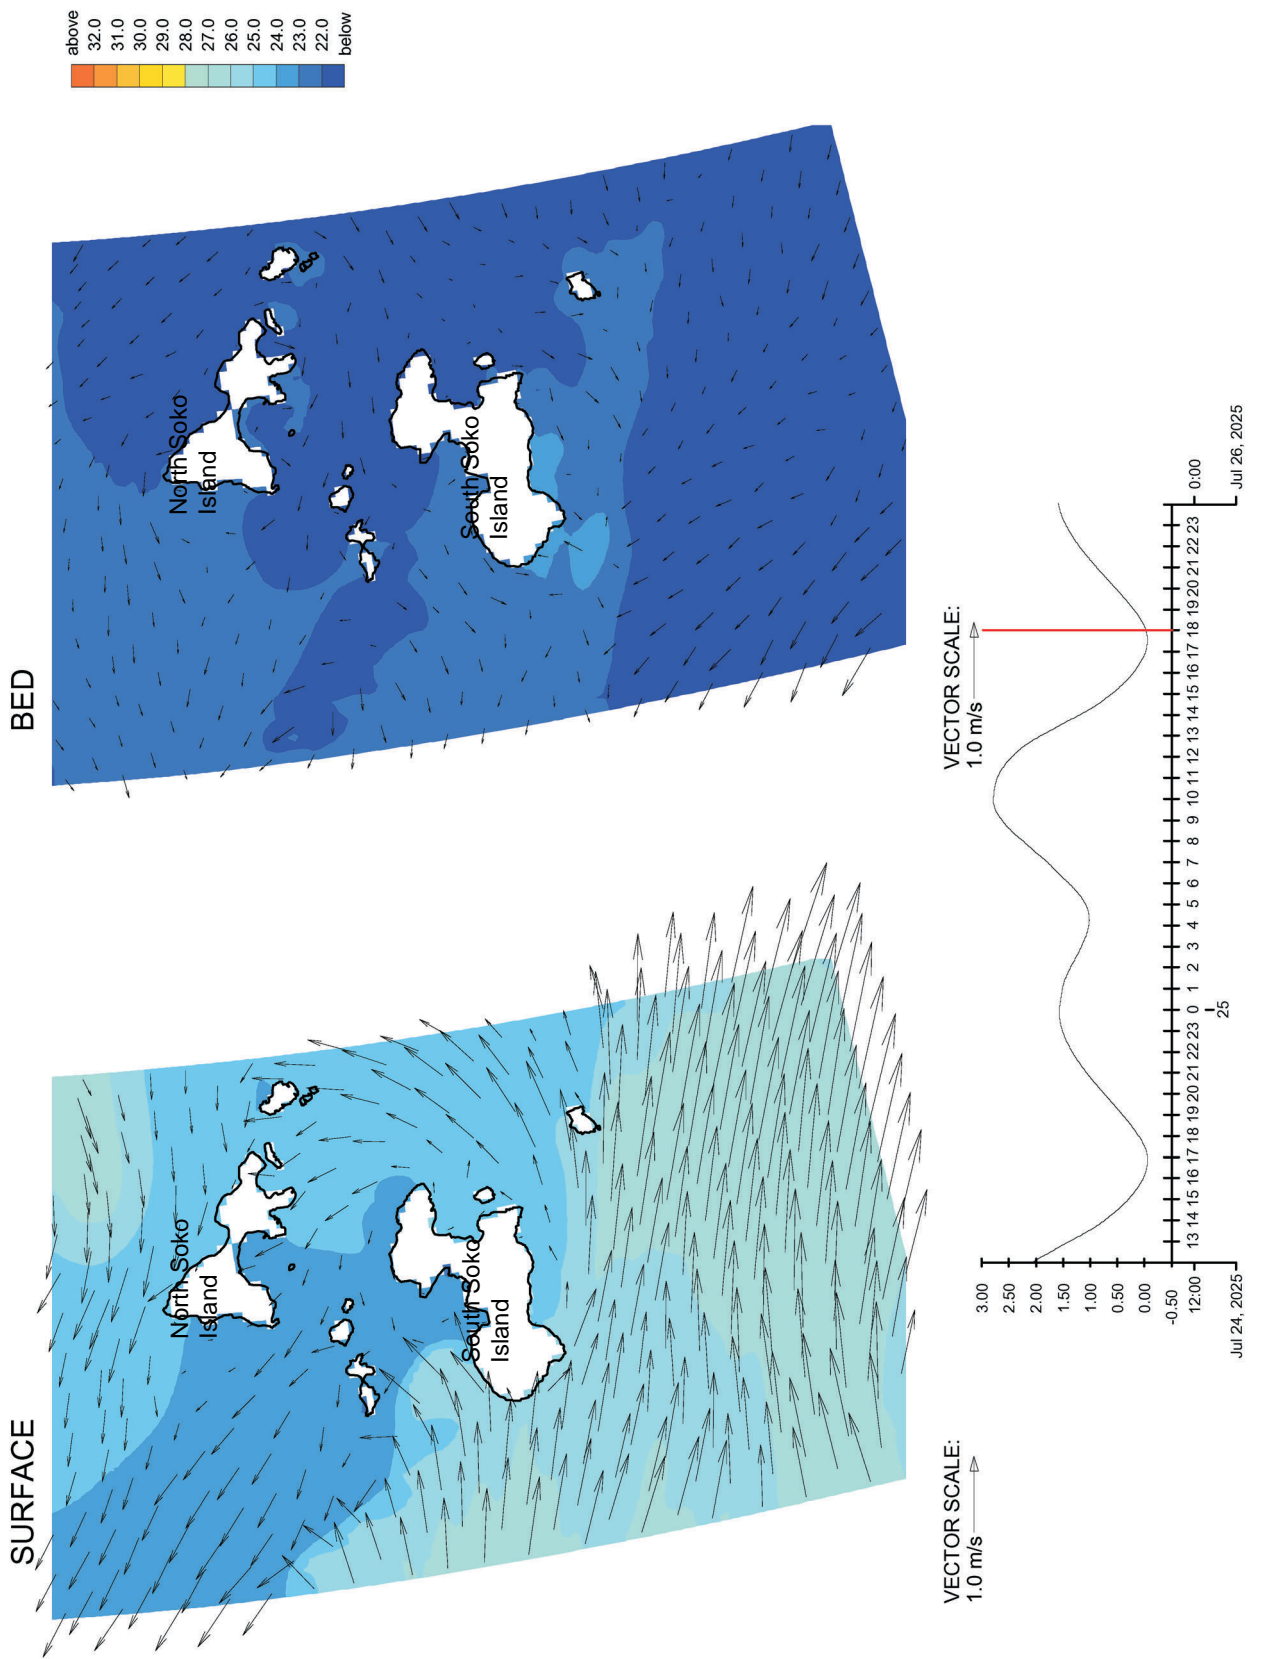 SURFACE
BED
above
32.0
31.0
30.0
29.0
28.0
27.0
26.0
25.0
24.0
23.0
22.0
below
North Soko
Island
South Soko
Island
North Soko
Island
South Soko
Island
VECTOR SCALE:
1.0 m/s
VECTOR SCALE:
1.0 m/s
3.00
2.50
2.00
1.50
1.00
0.50
0.00
-0.50
12:00 13 14 15 16 17 18 19 20 21 22 23 0 1 2 3 4 5 6 7 8 9 10 11 12 13 14 15 16 17 18 19 20 21 22 23 0:00
25
Jul 24, 2025
Jul 26, 2025